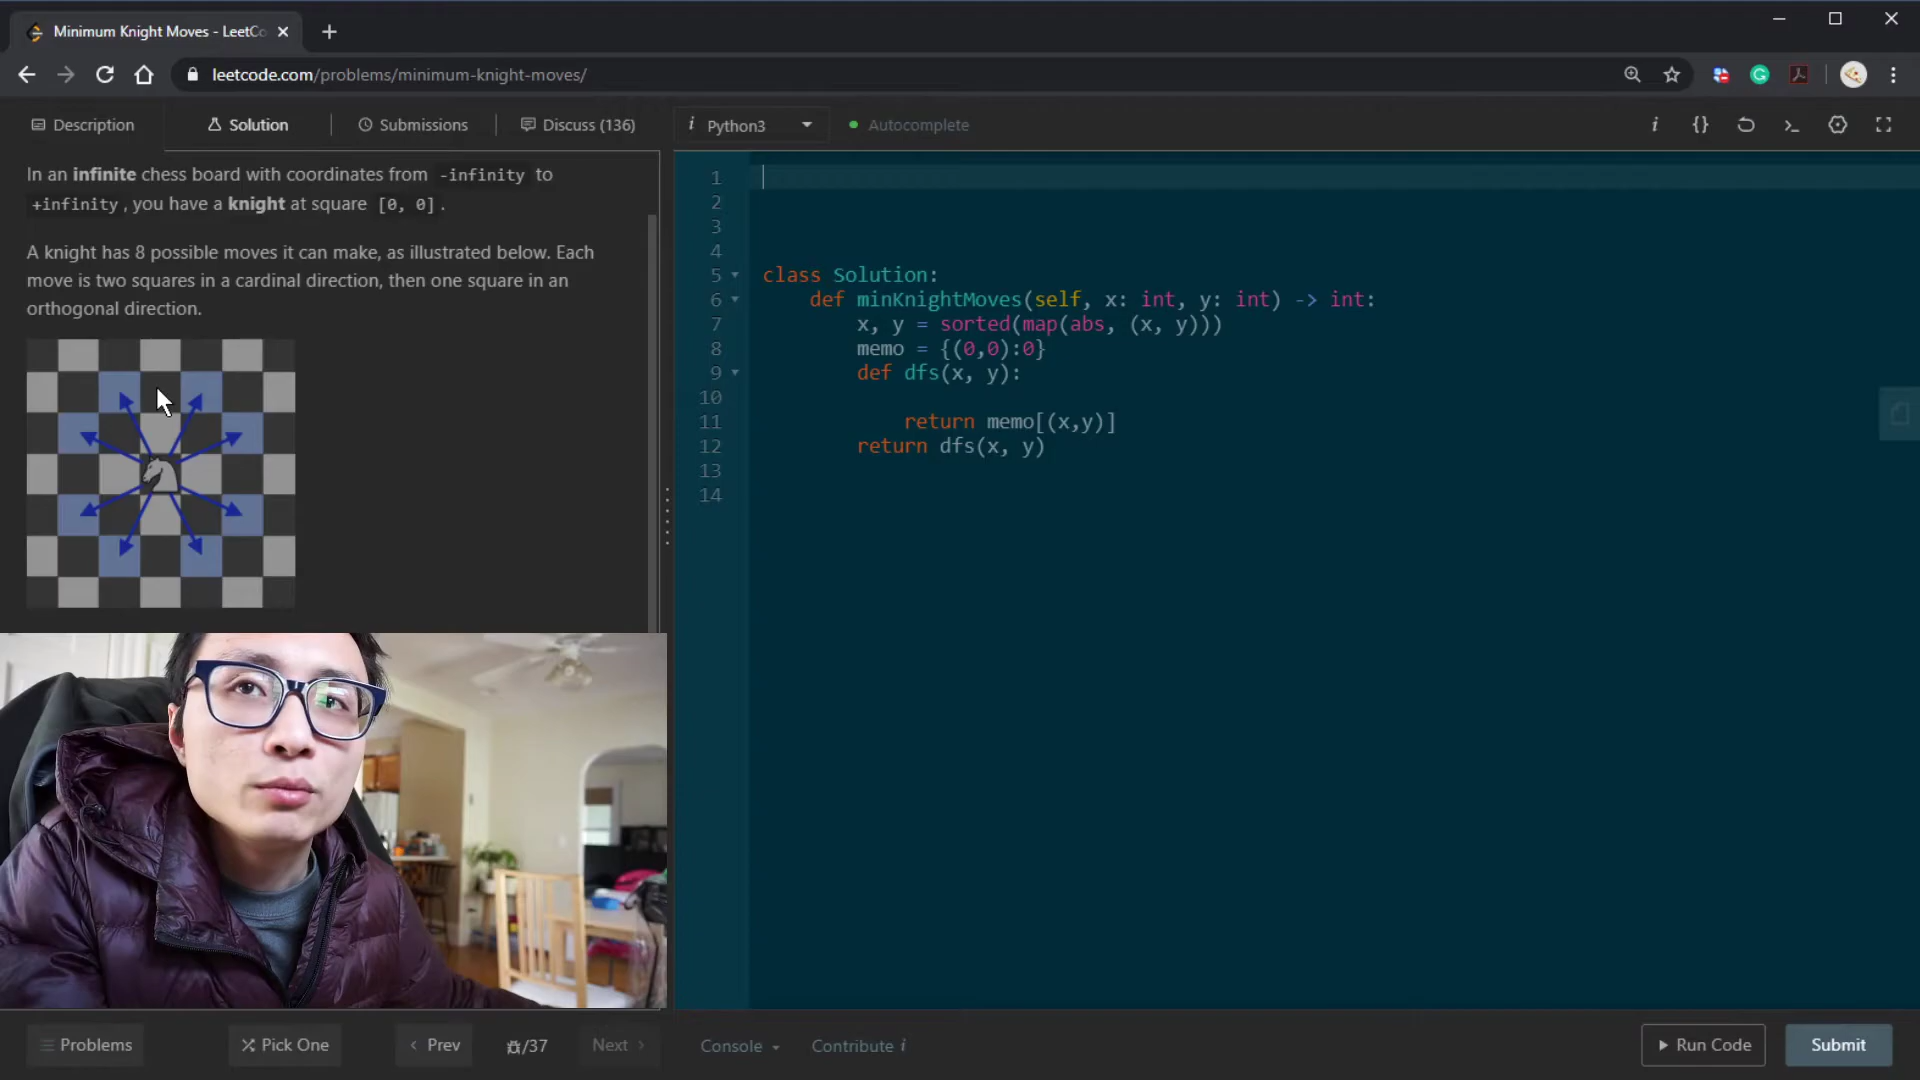 Minimum Knight Moves - LeetCo
leetcode.com/problems/minimum-knight-moves/
Description
Solution
Submissions
Discuss (136)
i Python3
Autocomplete
i {}
In an infinite chess board with coordinates from -infinity to
+infinity, you have a knight at square [0, 0].
A knight has 8 possible moves it can make, as illustrated below. Each
move is two squares in a cardinal direction, then one square in an
orthogonal direction.
1
2
3
4
5 class Solution:
6 def minKnightMoves(self, x: int, y: int) -> int:
7 x, y = sorted(map(abs, (x, y)))
8 memo = {(0,0):0}
9 def dfs(x, y):
10
11 return memo[(x,y)]
12 return dfs(x, y)
13
14
Problems
Pick One
Prev
/37
Next
Console
Contribute i
Run Code
Submit